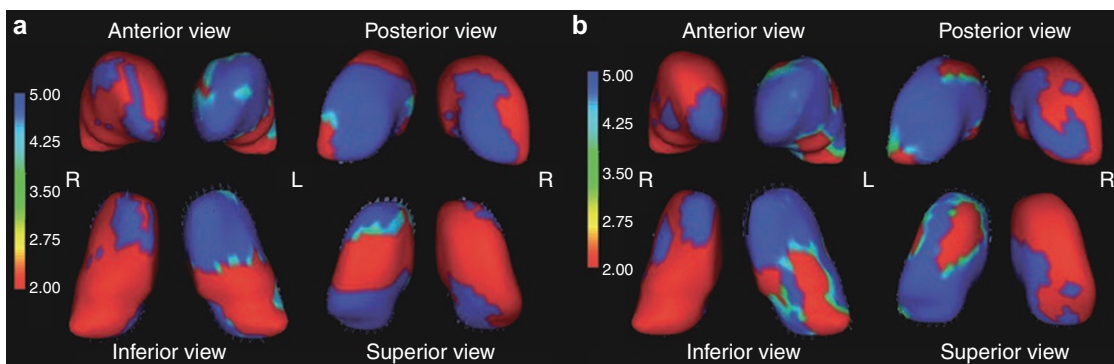 a
Anterior view
Posterior view
5.00
4.25
3.50
2.75
2.00
R
L
R
Inferior view
Superior view
b
Anterior view
Posterior view
5.00
4.25
3.50
2.75
2.00
R
L
R
Inferior view
Superior view